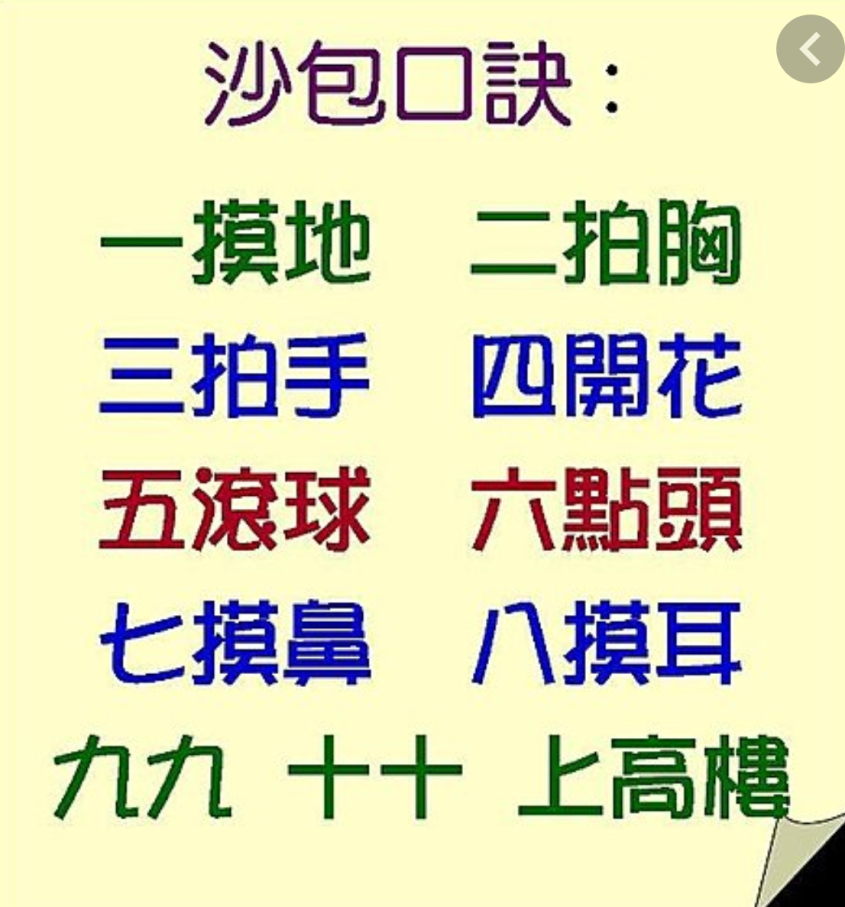 沙包口訣：
一摸地 二拍胸
三拍手 四開花
五滾球 六點頭
七摸鼻 八摸耳
九九 十十 上高樓